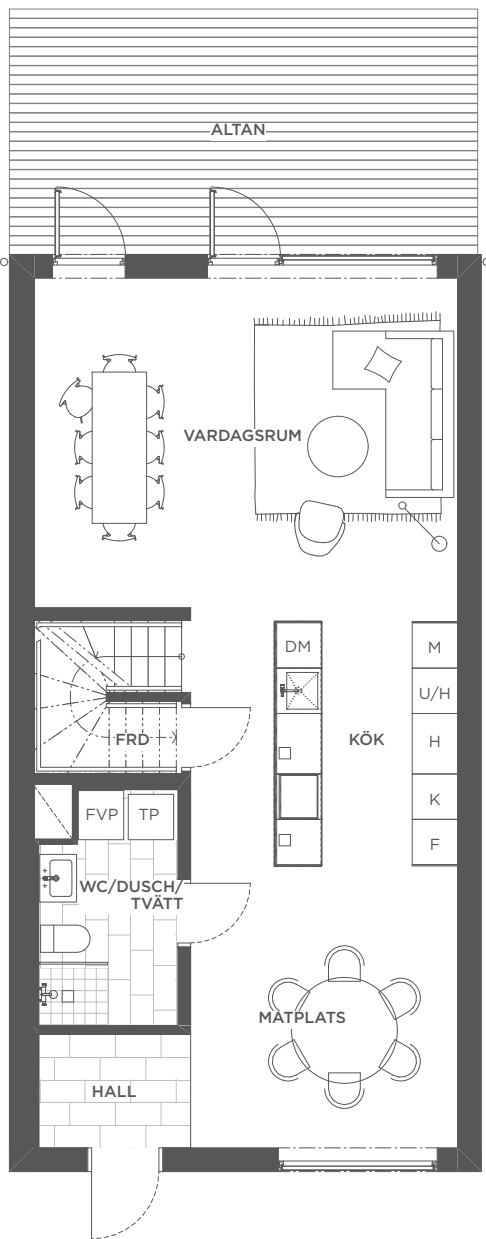 ALTAN
VARDAGSRUM
DM
M
U/H
FRD
KÖK
H
FVP
TP
K
F
WC/DUSCH/
TVÄTT
MATPLATS
HALL